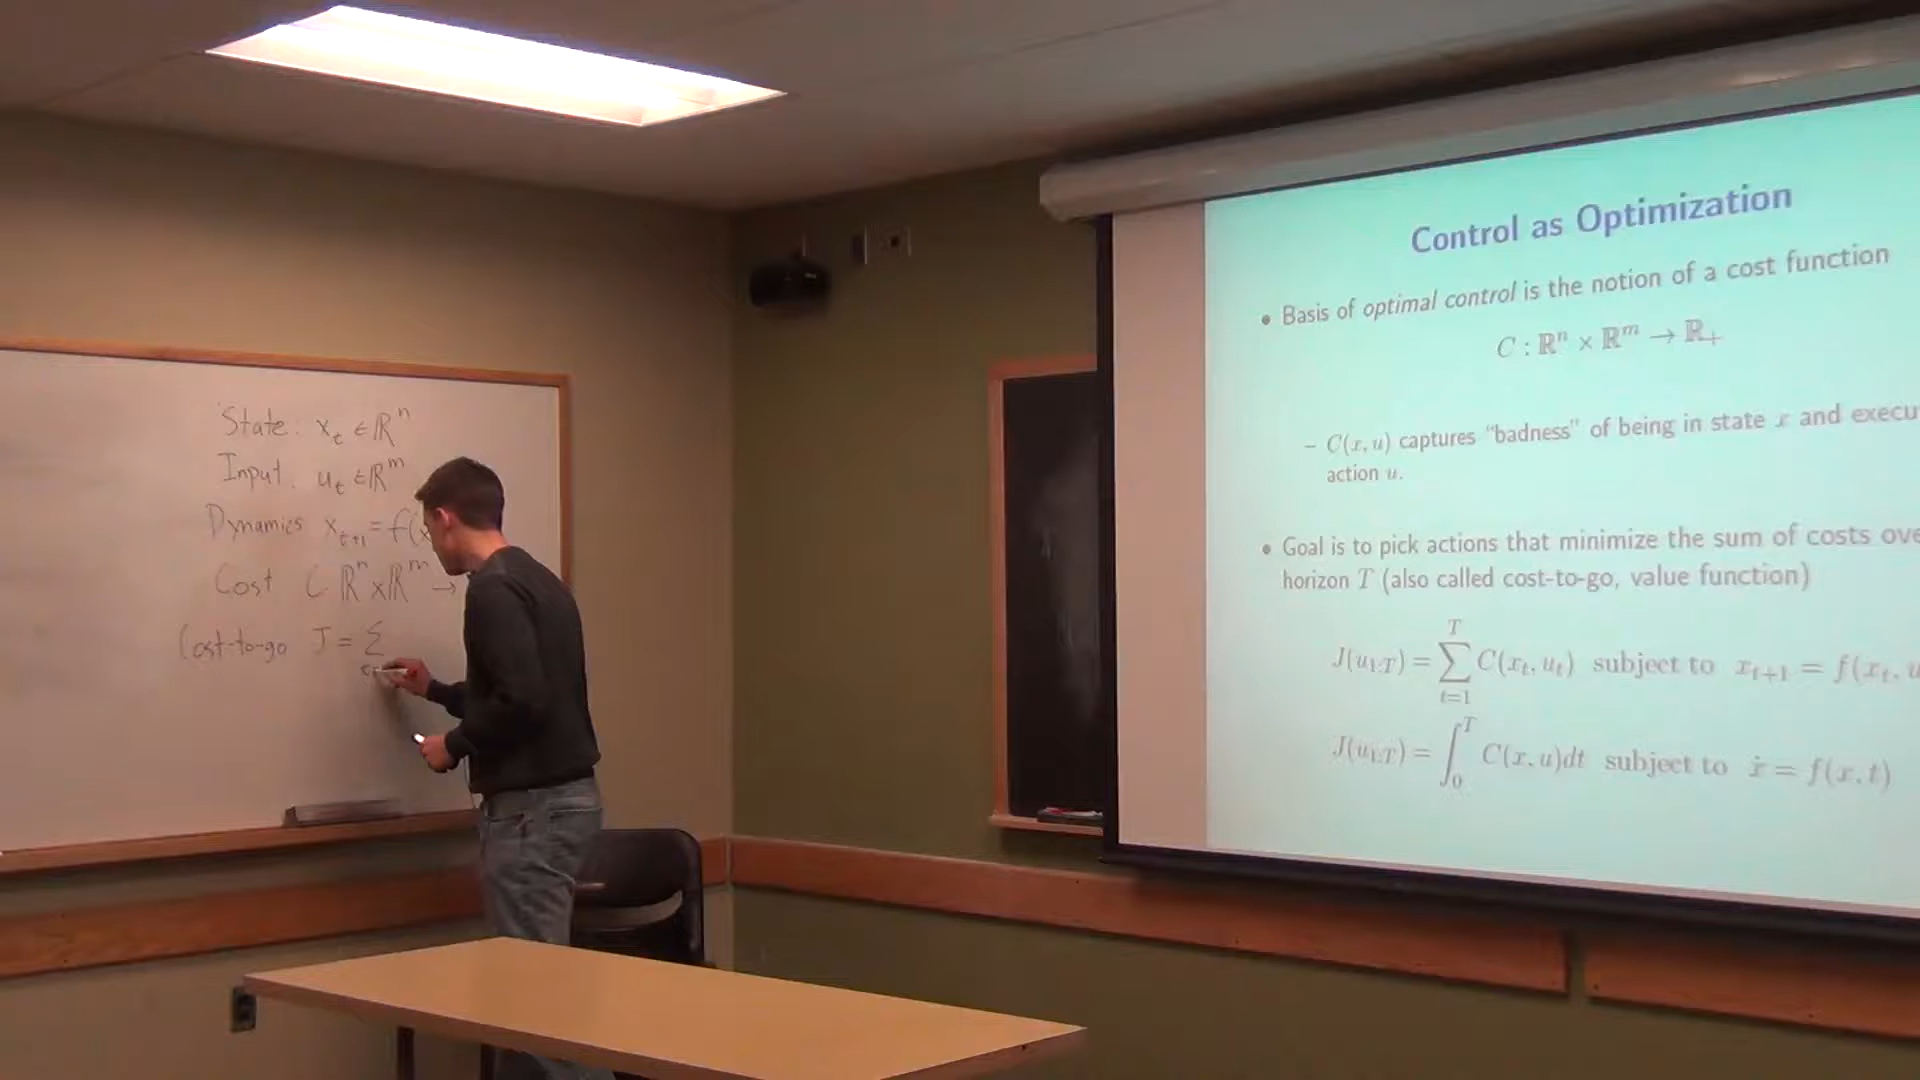 State: x_t ∈ ℝ^n
Input: u_t ∈ ℝ^m
Dynamics x_{t+1} = f(x
Cost C ℝ^n × ℝ^m →
Cost-to-go J = Σ
Control as Optimization
• Basis of optimal control is the notion of a cost function
C : ℝ^n × ℝ^m → ℝ_+
– C(x, u) captures “badness” of being in state x and execu
action u.
• Goal is to pick actions that minimize the sum of costs ove
horizon T (also called cost-to-go, value function)
J(u_{1:T}) = ∑_{t=1}^{T} C(x_t, u_t) subject to x_{t+1} = f(x_t, u
J(u_{1:T}) = ∫_0^T C(x, u)dt subject to ẋ = f(x, t)